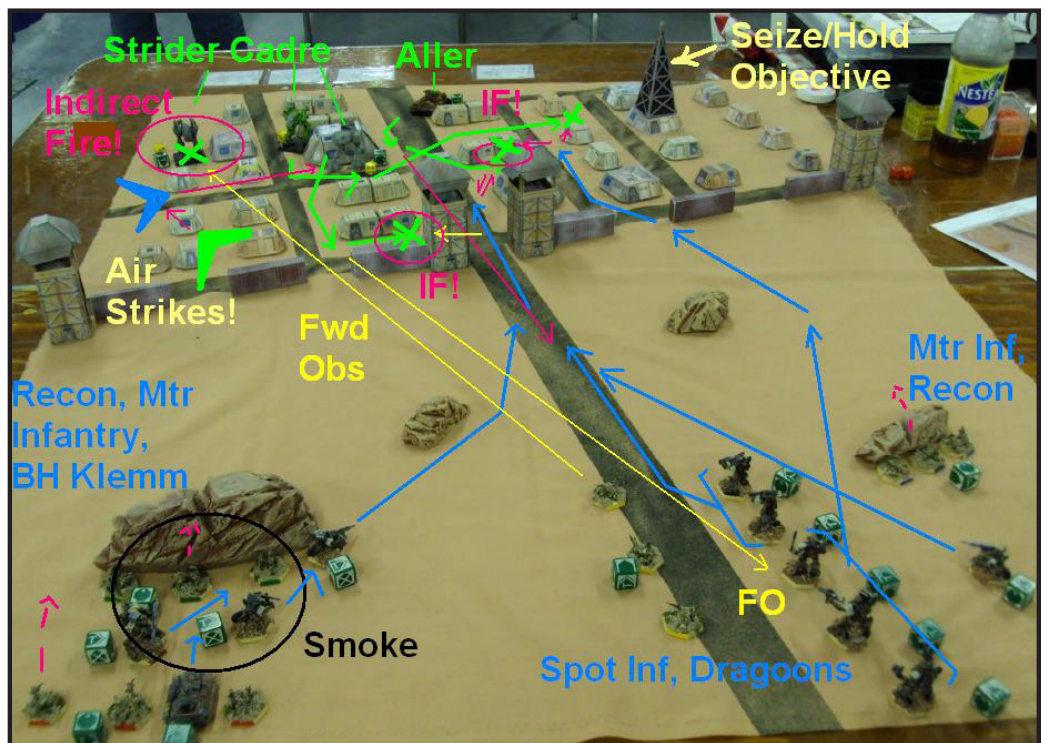 Strider Cadre
Aller
Seize/Hold
Objective
Indirect
Fire!
IF!
NESTEA
Air
Strikes!
IF!
Fwd
Obs
Recon, Mtr
Infantry,
BH Klemm
Mtr Inf,
Recon
FO
Smoke
Spot Inf, Dragoons